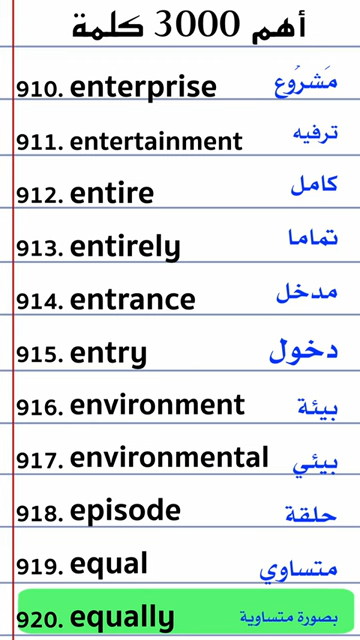 أهم 3000 كلمة
910. enterprise مَشرُوع
911. entertainment ترفيه
912. entire كامل
913. entirely تماما
914. entrance مدخل
915. entry دخول
916. environment بيئة
917. environmental بيئي
918. episode حلقة
919. equal متساوي
920. equally بصورة متساوية